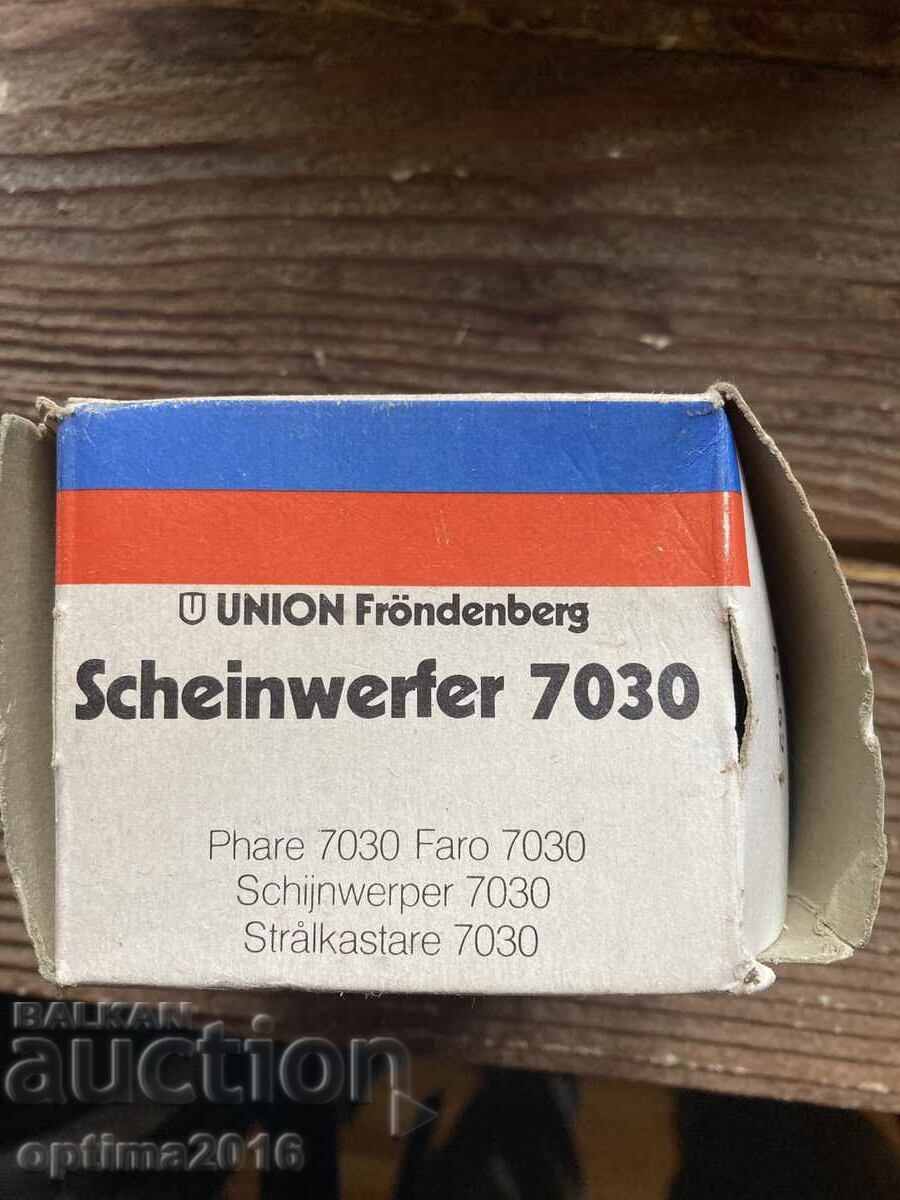 UNION Fröndenberg
Scheinwerfer 7030
Phare 7030 Faro 7030
Schijnwerper 7030
Strålkastare 7030
BALKAN
auction
optima2016